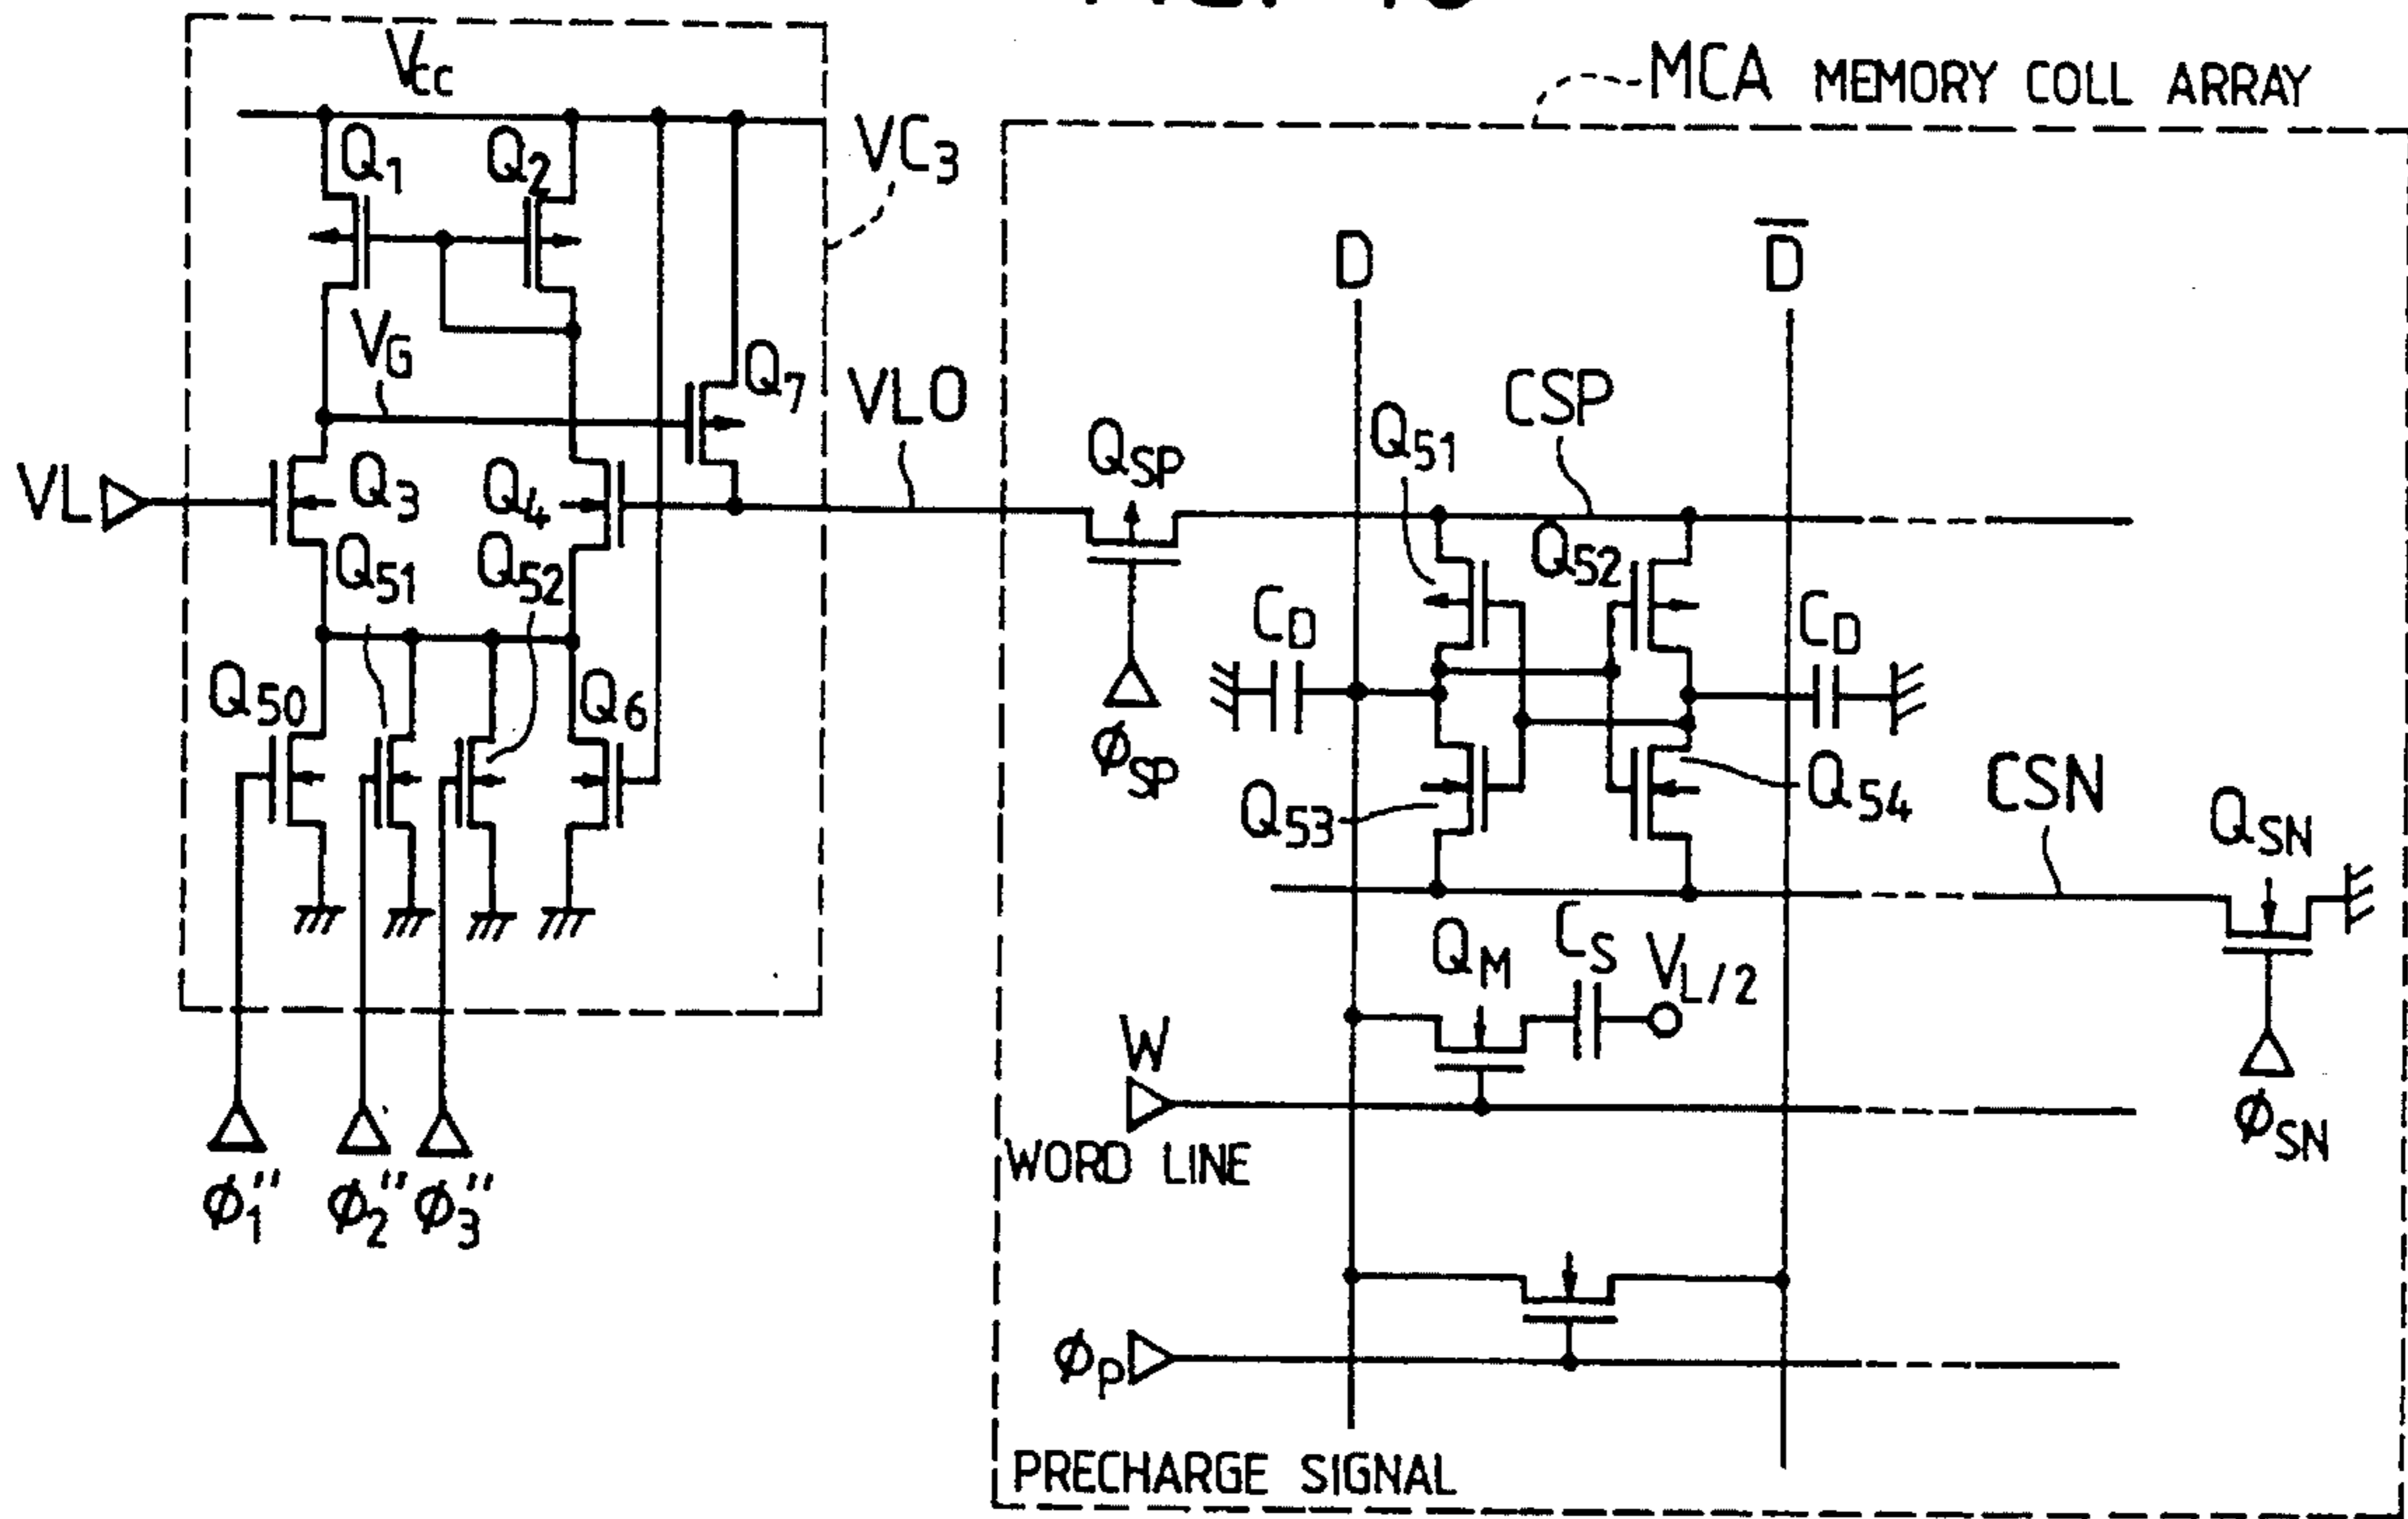 MCA MEMORY COLL ARRAY
VCC
VC3
Q1
Q2
D
D̅
VG
Q7
VLO
CSP
QSP
Q51
VL
Q3
Q4
Q52
Q51
Q52
CD
CD
Q50
Q6
φSP
Q53
Q54
CSN
QSN
QM
CS
VL/2
W
WORD LINE
φSN
φ1" φ2" φ3"
φP
PRECHARGE SIGNAL